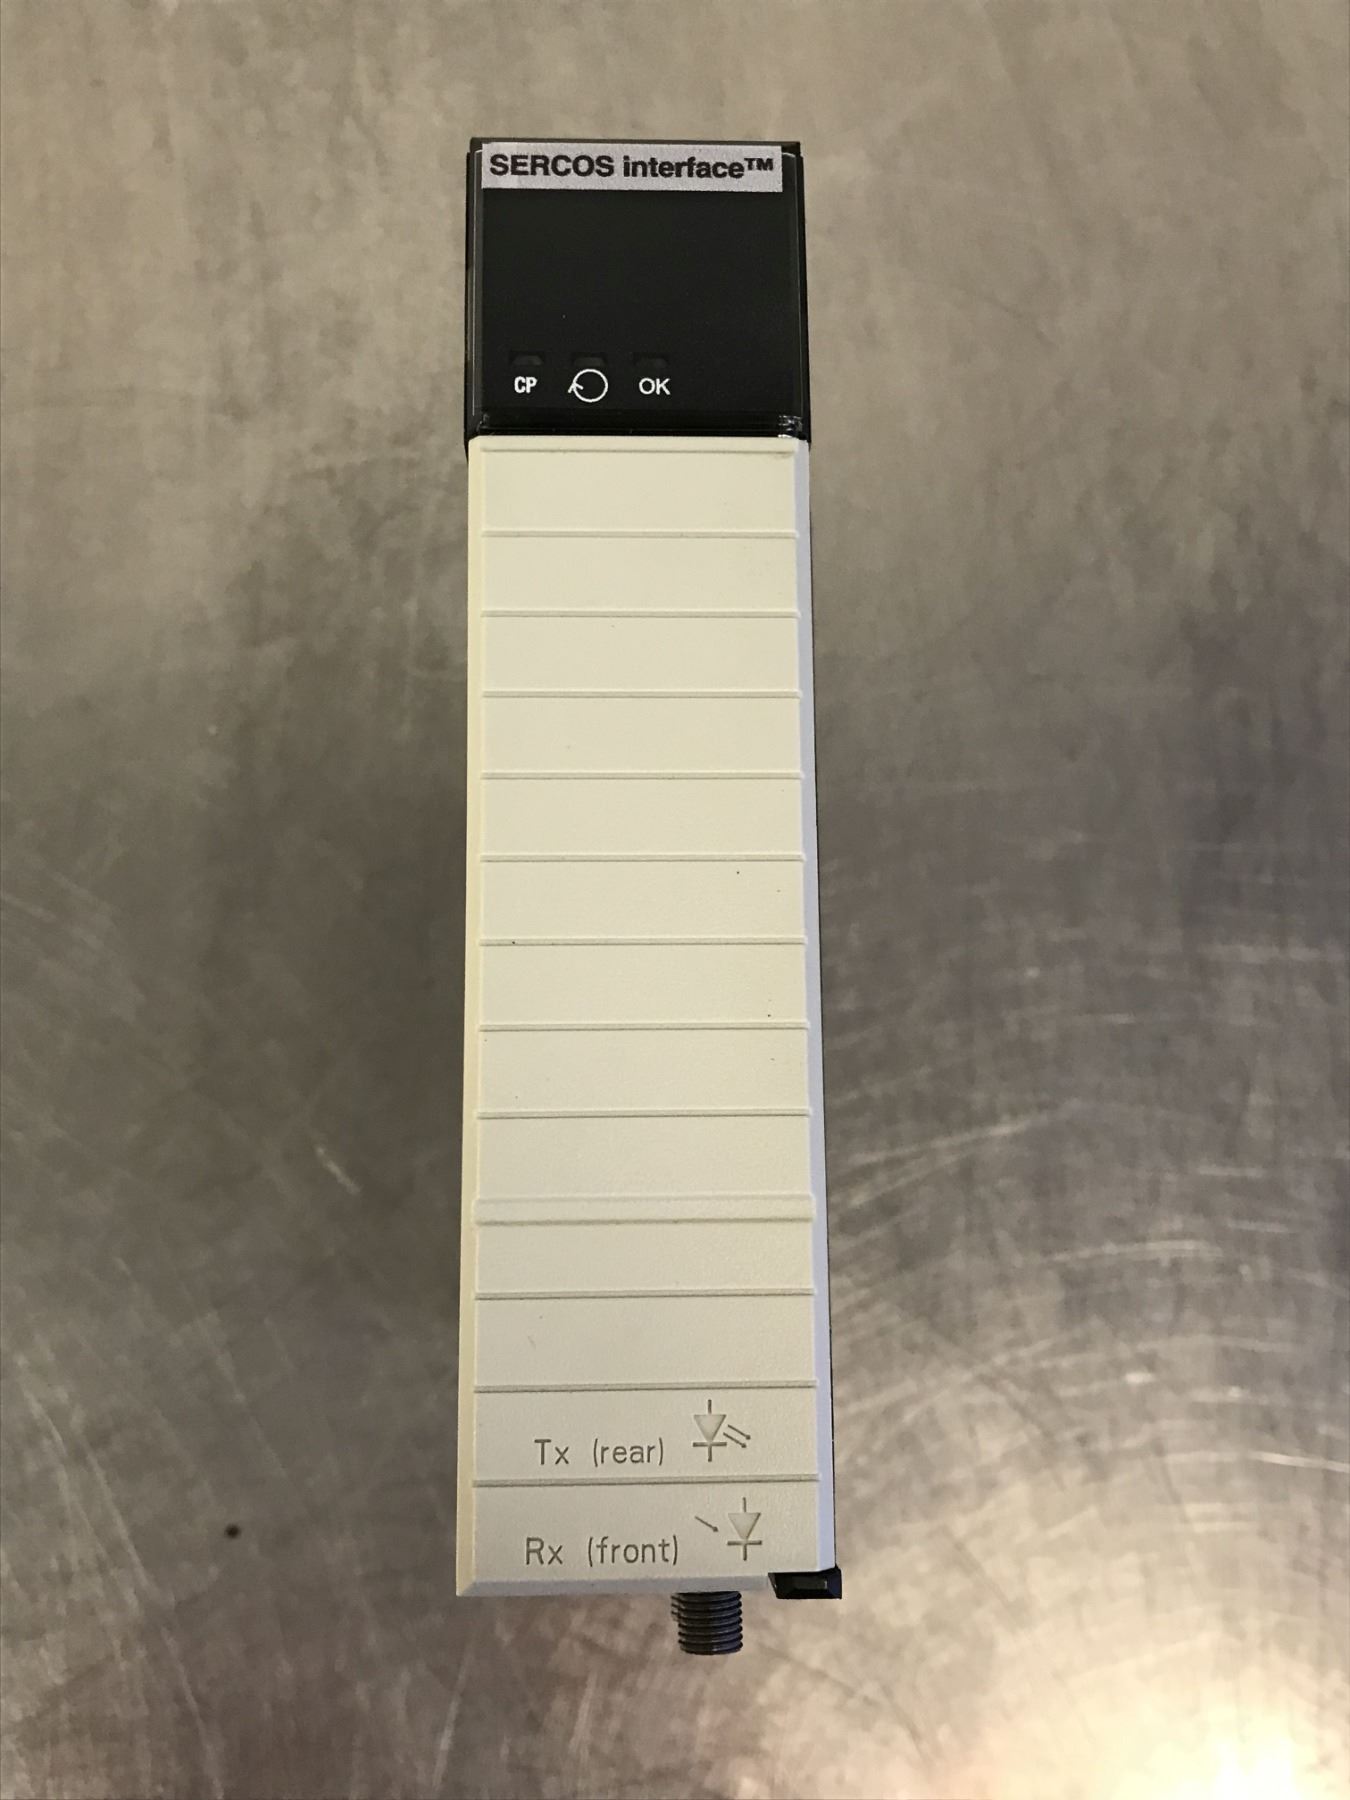 SERCOS interface™
CP OK
Tx (rear)
Rx (front)